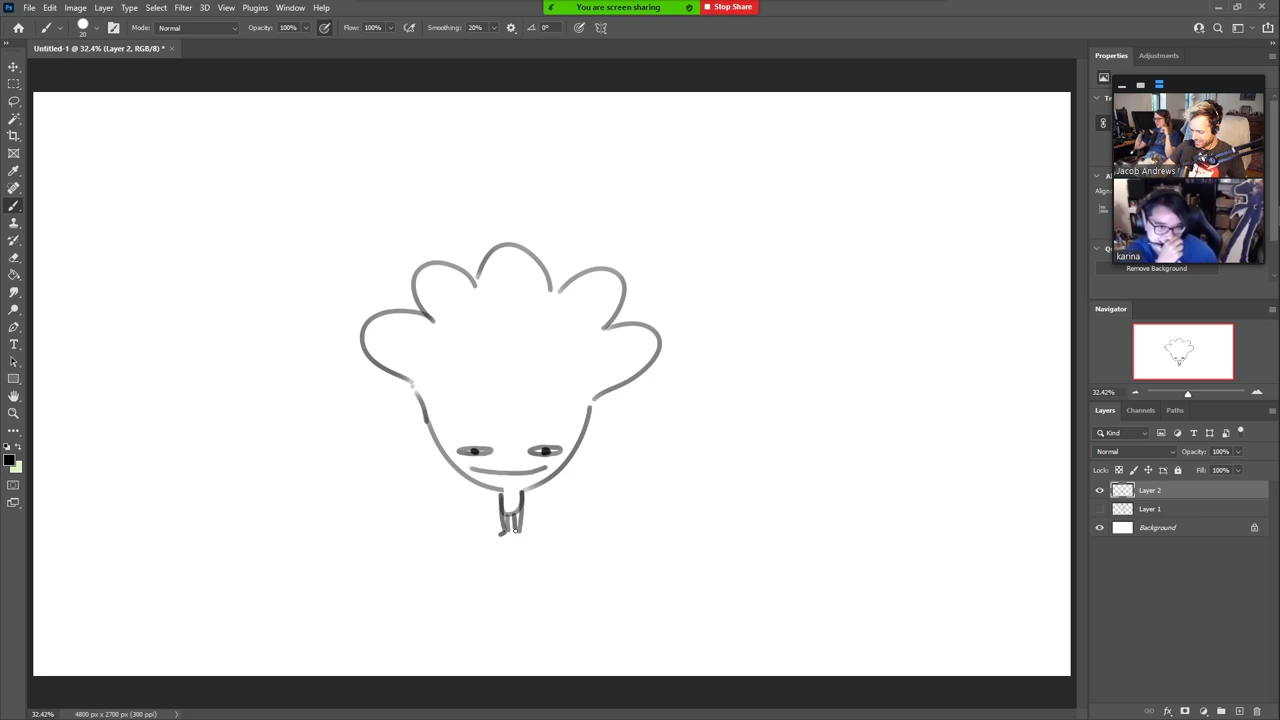 Ps File Edit Image Layer Type Select Filter 3D View Plugins Window Help
You are screen sharing Stop Share
20 Mode: Normal Opacity: 100% Flow: 100% Smoothing: 20% 0°
Untitled-1 @ 32.4% (Layer 2, RGB/8) * ×
Properties Adjustments
Jacob Andrews
karina
Remove Background
Navigator
32.42%
Layers Channels Paths
Kind
Normal Opacity: 100%
Lock: Fill: 100%
Layer 2
Layer 1
Background
32.42% 4800 px x 2700 px (300 ppi)